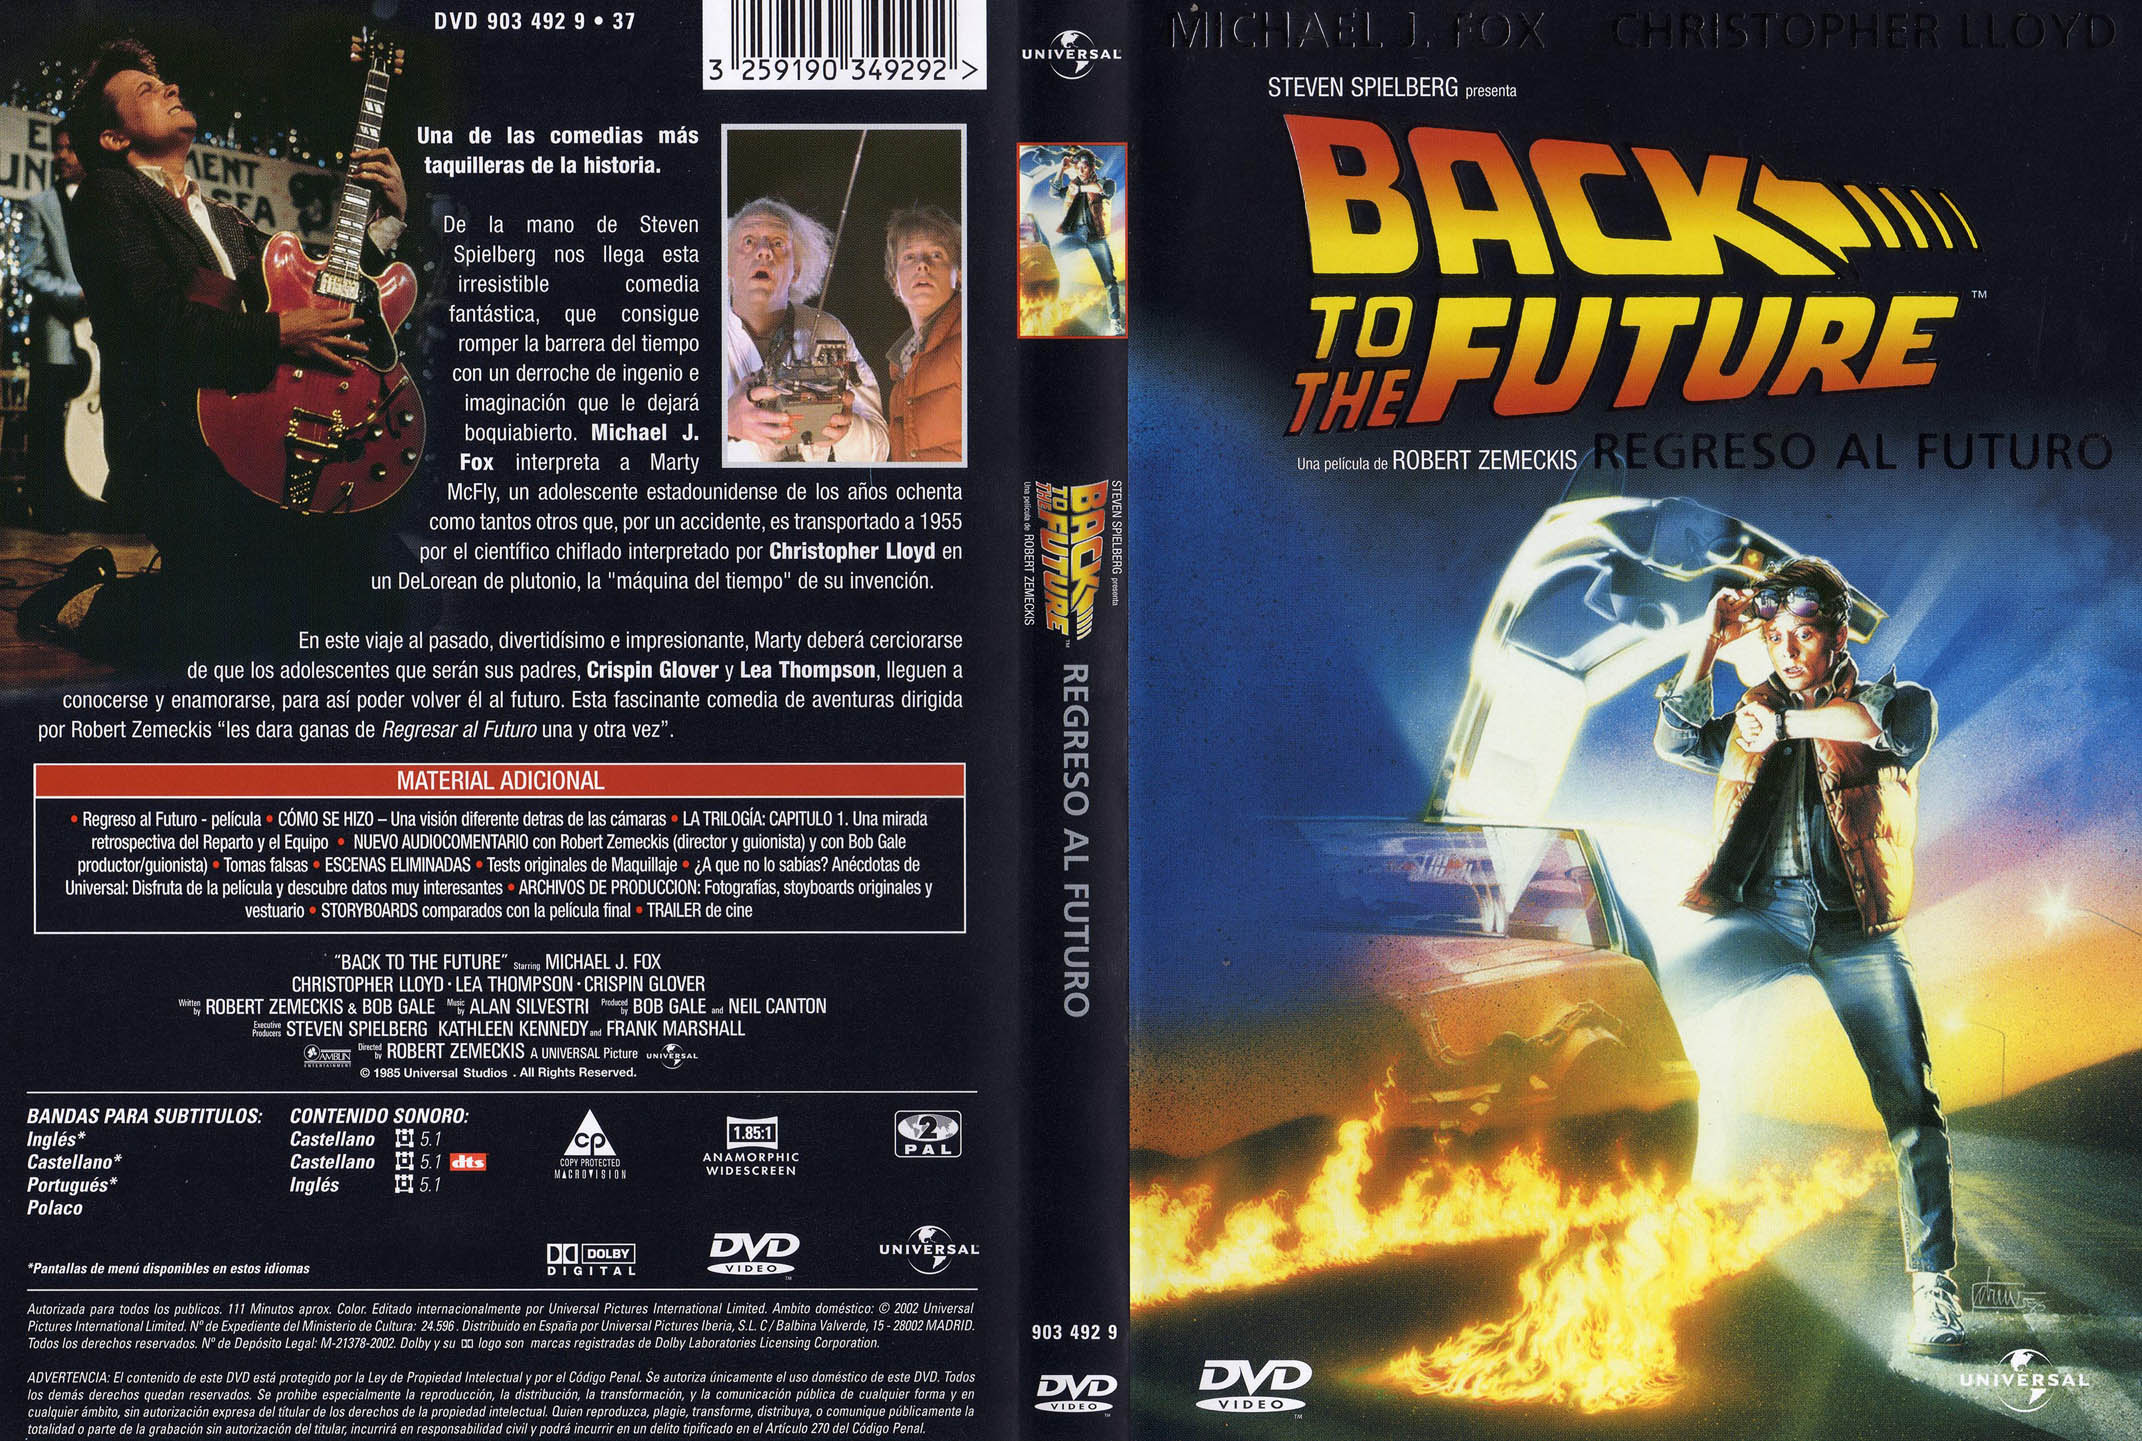 DVD 903 492 9 • 37
3 259190 349292 >
Una de las comedias más
taquilleras de la historia.
De la mano de Steven
Spielberg nos llega esta
irresistible comedia
fantástica, que consigue
romper la barrera del tiempo
con un derroche de ingenio e
imaginación que le dejará
boquiabierto. Michael J.
Fox interpreta a Marty
McFly, un adolescente estadounidense de los años ochenta
como tantos otros que, por un accidente, es transportado a 1955
por el científico chiflado interpretado por Christopher Lloyd en
un DeLorean de plutonio, la "máquina del tiempo" de su invención.
En este viaje al pasado, divertidísimo e impresionante, Marty deberá cerciorarse
de que los adolescentes que serán sus padres, Crispin Glover y Lea Thompson, lleguen a
conocerse y enamorarse, para así poder volver él al futuro. Esta fascinante comedia de aventuras dirigida
por Robert Zemeckis “les dara ganas de Regresar al Futuro una y otra vez”.
MATERIAL ADICIONAL
• Regreso al Futuro - película • CÓMO SE HIZO – Una visión diferente detras de las cámaras • LA TRILOGÍA: CAPITULO 1. Una mirada
retrospectiva del Reparto y el Equipo • NUEVO AUDIOCOMENTARIO con Robert Zemeckis (director y guionista) y con Bob Gale
productor/guionista) • Tomas falsas • ESCENAS ELIMINADAS • Tests originales de Maquillaje • ¿A que no lo sabías? Anécdotas de
Universal: Disfruta de la película y descubre datos muy interesantes • ARCHIVOS DE PRODUCCION: Fotografías, stoyboards originales y
vestuario • STORYBOARDS comparados con la película final • TRAILER de cine
“BACK TO THE FUTURE” Starring MICHAEL J. FOX
CHRISTOPHER LLOYD · LEA THOMPSON · CRISPIN GLOVER
Written by ROBERT ZEMECKIS & BOB GALE Music by ALAN SILVESTRI Produced by BOB GALE and NEIL CANTON
Executive Producers STEVEN SPIELBERG KATHLEEN KENNEDY and FRANK MARSHALL
AMBLIN ENTERTAINMENT Directed by ROBERT ZEMECKIS A UNIVERSAL Picture UNIVERSAL
© 1985 Universal Studios . All Rights Reserved.
BANDAS PARA SUBTITULOS:
Inglés*
Castellano*
Portugués*
Polaco
*Pantallas de menú disponibles en estos idiomas
CONTENIDO SONORO:
Castellano 5.1
Castellano 5.1 dts
Inglés 5.1
cp
COPY PROTECTED
MACROVISION
1.85:1
ANAMORPHIC
WIDESCREEN
2
PAL
DOLBY
DIGITAL
DVD
VIDEO
TM
UNIVERSAL
Autorizada para todos los publicos. 111 Minutos aprox. Color. Editado internacionalmente por Universal Pictures International Limited. Ambito doméstico: © 2002 Universal
Pictures International Limited. Nº de Expediente del Ministerio de Cultura: 24.596 . Distribuido en España por Universal Pictures Iberia, S.L. C / Balbina Valverde, 15 - 28002 MADRID.
Todos los derechos reservados. Nº de Depósito Legal: M-21378-2002. Dolby y su logo son marcas registradas de Dolby Laboratories Licensing Corporation.
ADVERTENCIA: El contenido de este DVD está protegido por la Ley de Propiedad Intelectual y por el Código Penal. Se autoriza únicamente el uso doméstico de este DVD. Todos
los demás derechos quedan reservados. Se prohibe especialmente la reproducción, la distribución, la transformación, y la comunicación pública de cualquier forma y en
cualquier ámbito, sin autorización expresa del títular de los derechos de la propiedad intelectual. Quien reproduzca, plagie, transforme, distribuya, o comunique públicamente la
totalidad o parte de la grabación sin autorización del titular, incurrirá en responsabilidad civil y podrá incurrir en un delito tipificado en el Artículo 270 del Código Penal.
UNIVERSAL
STEVEN SPIELBERG presenta
BACK
TO
THE FUTURE
TM
Una película de ROBERT ZEMECKIS
REGRESO AL FUTURO
903 492 9
DVD
VIDEO
TM
MICHAEL J. FOX CHRISTOPHER LLOYD
STEVEN SPIELBERG presenta
BACK
TO
THE FUTURE
TM
Una película de ROBERT ZEMECKIS REGRESO AL FUTURO
DVD
VIDEO
TM
UNIVERSAL